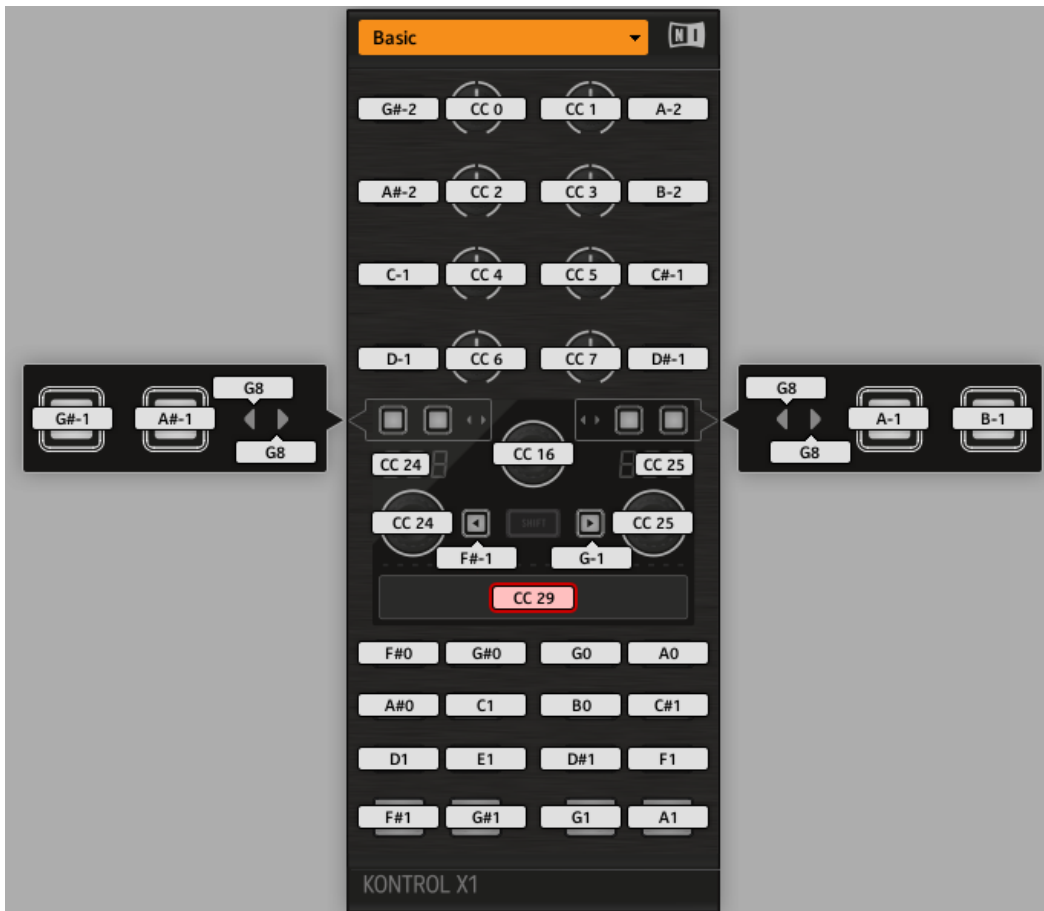 Basic
NI
G#-2 CC 0 CC 1 A-2
A#-2 CC 2 CC 3 B-2
C-1 CC 4 CC 5 C#-1
D-1 CC 6 CC 7 D#-1
G8 G8
G#-1 A#-1 A-1 B-1
G8 CC 24 CC 16 CC 25 G8
CC 24 SHIFT CC 25
F#-1 G-1
CC 29
F#0 G#0 G0 A0
A#0 C1 B0 C#1
D1 E1 D#1 F1
F#1 G#1 G1 A1
KONTROL X1